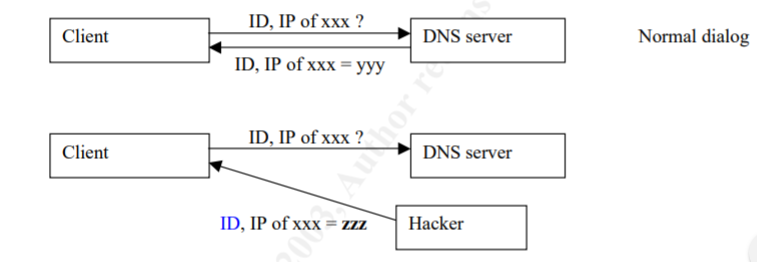 ID, IP of xxx ?
Client
DNS server
Normal dialog
ID, IP of xxx = yyy
ID, IP of xxx ?
Client
DNS server
ID, IP of xxx = zzz
Hacker
2003, Author re